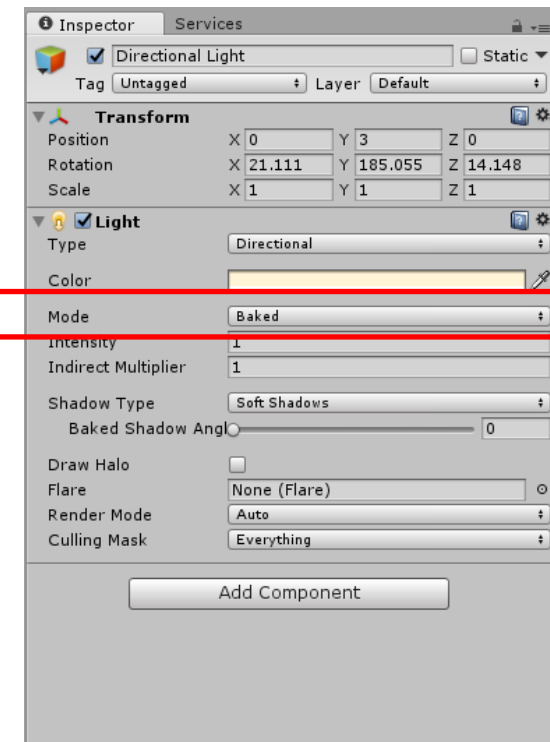 Inspector Services
Directional Light Static
Tag Untagged Layer Default
Transform
Position X 0 Y 3 Z 0
Rotation X 21.111 Y 185.055 Z 14.148
Scale X 1 Y 1 Z 1
Light
Type Directional
Color
Mode Baked
Intensity 1
Indirect Multiplier 1
Shadow Type Soft Shadows
Baked Shadow Angl 0
Draw Halo
Flare None (Flare)
Render Mode Auto
Culling Mask Everything
Add Component